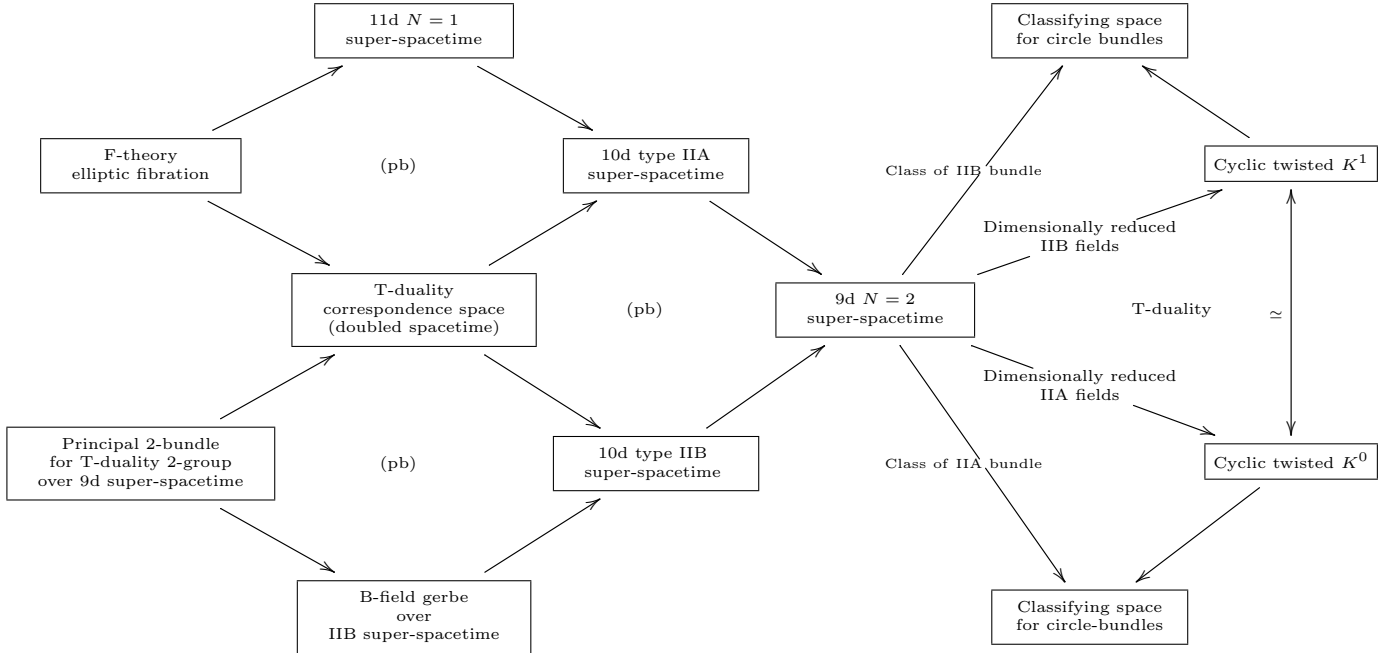 11d N = 1
super-spacetime
Classifying space
for circle bundles
F-theory
elliptic fibration
(pb)
10d type IIA
super-spacetime
Class of IIB bundle
Cyclic twisted K¹
Dimensionally reduced
IIB fields
T-duality
correspondence space
(doubled spacetime)
(pb)
9d N = 2
super-spacetime
T-duality
≃
Dimensionally reduced
IIA fields
Principal 2-bundle
for T-duality 2-group
over 9d super-spacetime
(pb)
10d type IIB
super-spacetime
Class of IIA bundle
Cyclic twisted K⁰
B-field gerbe
over
IIB super-spacetime
Classifying space
for circle-bundles